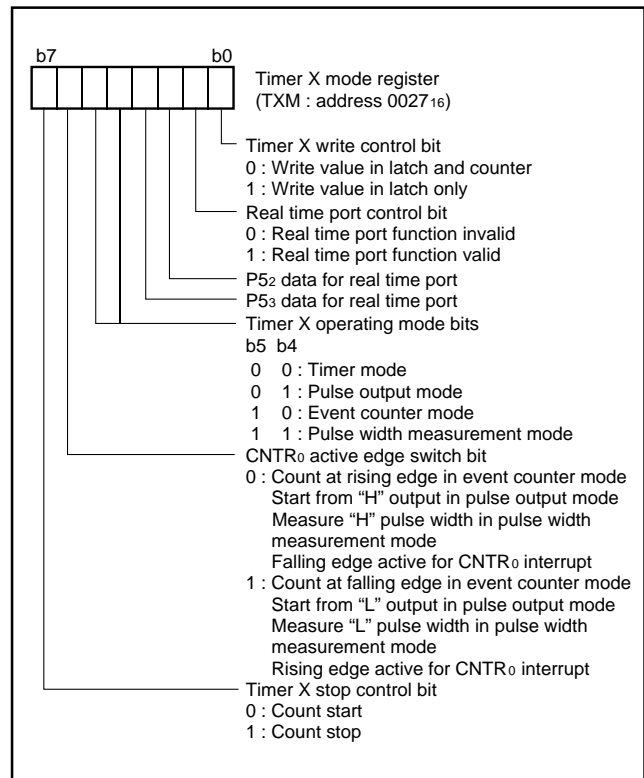 b7 b0
Timer X mode register
(TXM : address 0027₁₆)
Timer X write control bit
0 : Write value in latch and counter
1 : Write value in latch only
Real time port control bit
0 : Real time port function invalid
1 : Real time port function valid
P5₂ data for real time port
P5₃ data for real time port
Timer X operating mode bits
b5 b4
0 0 : Timer mode
0 1 : Pulse output mode
1 0 : Event counter mode
1 1 : Pulse width measurement mode
CNTR₀ active edge switch bit
0 : Count at rising edge in event counter mode
Start from “H” output in pulse output mode
Measure “H” pulse width in pulse width
measurement mode
Falling edge active for CNTR₀ interrupt
1 : Count at falling edge in event counter mode
Start from “L” output in pulse output mode
Measure “L” pulse width in pulse width
measurement mode
Rising edge active for CNTR₀ interrupt
Timer X stop control bit
0 : Count start
1 : Count stop